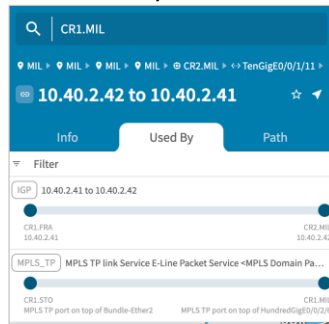 CR1.MIL
MIL ▸ MIL ▸ MIL ▸ MIL ▸ CR2.MIL ▸ TenGigE0/0/1/11 ▸
10.40.2.42 to 10.40.2.41
Info Used By Path
Filter
IGP 10.40.2.41 to 10.40.2.42
CR1.FRA CR2.MIL
10.40.2.41 10.40.2.42
MPLS_TP MPLS TP link Service E-Line Packet Service <MPLS Domain Pa...
CR1.STO CR1.MIL
MPLS TP port on top of Bundle-Ether2 MPLS TP port on top of HundredGigE0/0/2/